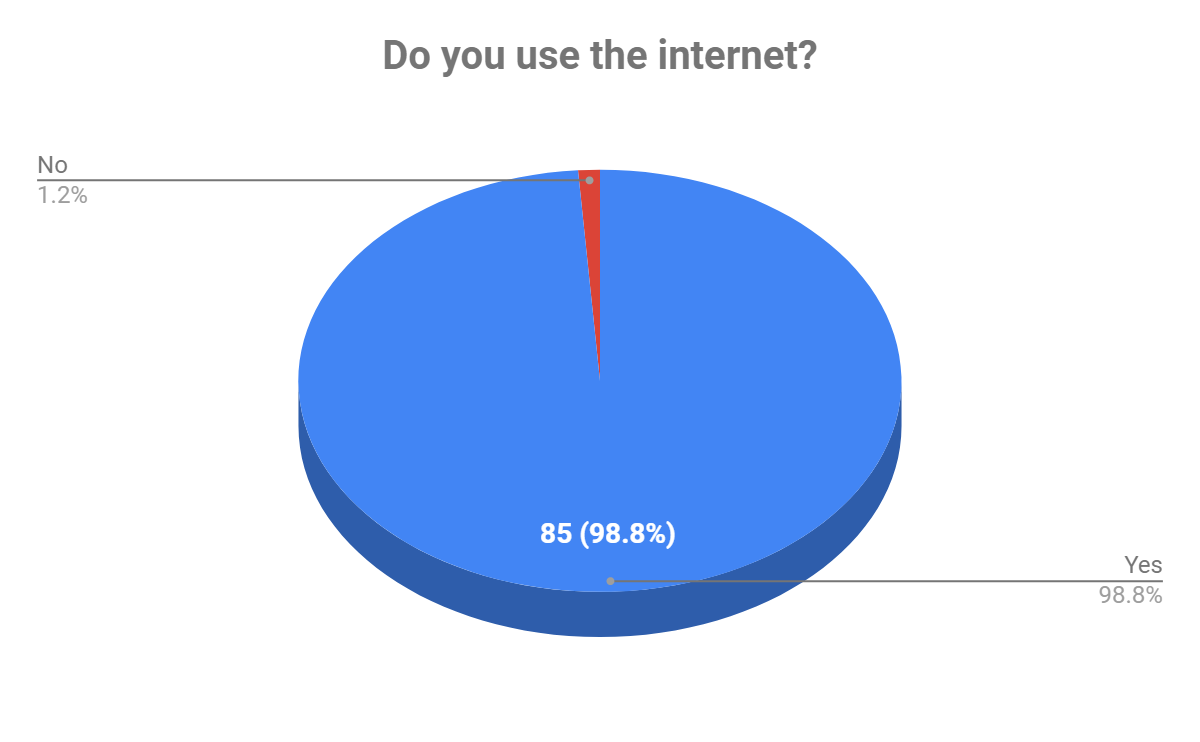 Do you use the internet?
No
1.2%
85 (98.8%)
Yes
98.8%